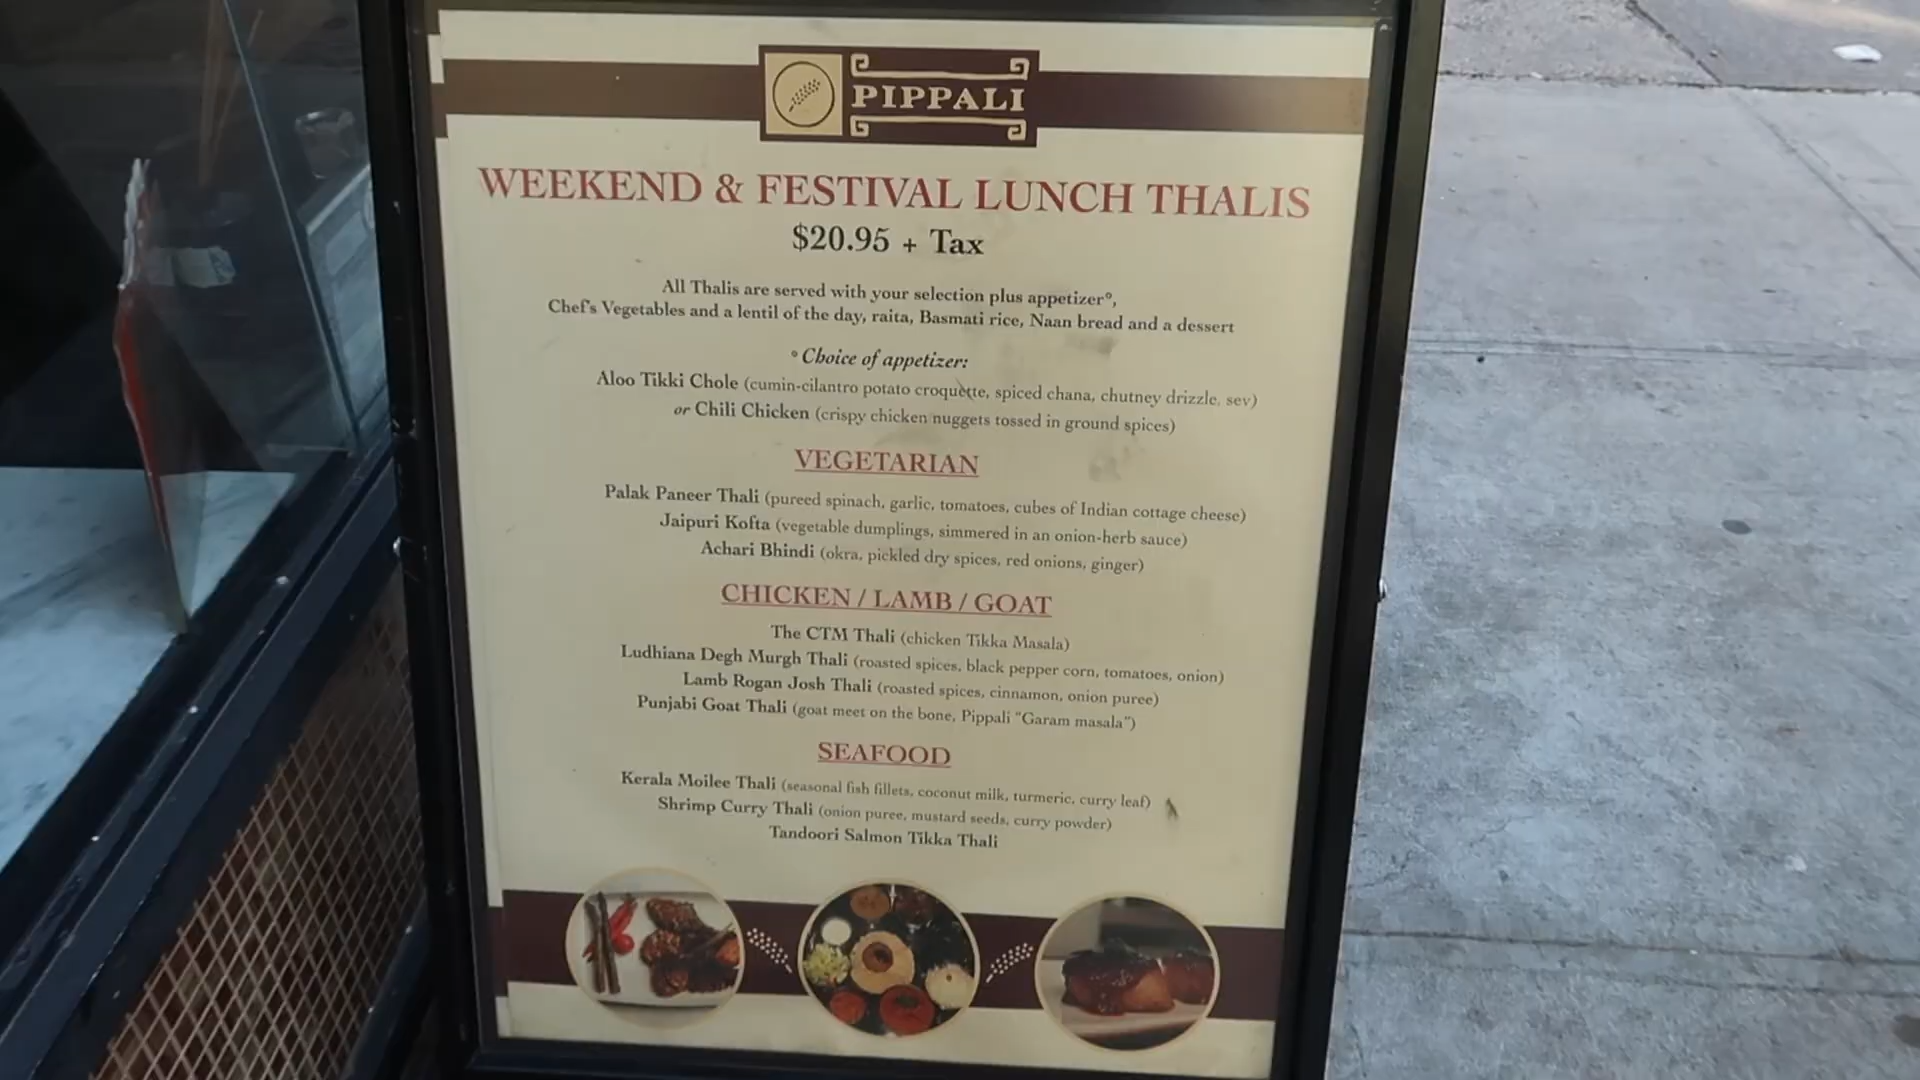 PIPPALI
WEEKEND & FESTIVAL LUNCH THALIS
$20.95 + Tax
All Thalis are served with your selection plus appetizer°,
Chef's Vegetables and a lentil of the day, raita, Basmati rice, Naan bread and a dessert
° Choice of appetizer:
Aloo Tikki Chole (cumin-cilantro potato croquette, spiced chana, chutney drizzle, sev)
or Chili Chicken (crispy chicken nuggets tossed in ground spices)
VEGETARIAN
Palak Paneer Thali (pureed spinach, garlic, tomatoes, cubes of Indian cottage cheese)
Jaipuri Kofta (vegetable dumplings, simmered in an onion-herb sauce)
Achari Bhindi (okra, pickled dry spices, red onions, ginger)
CHICKEN / LAMB / GOAT
The CTM Thali (chicken Tikka Masala)
Ludhiana Degh Murgh Thali (roasted spices, black pepper corn, tomatoes, onion)
Lamb Rogan Josh Thali (roasted spices, cinnamon, onion puree)
Punjabi Goat Thali (goat meet on the bone, Pippali "Garam masala")
SEAFOOD
Kerala Moilee Thali (seasonal fish fillets, coconut milk, turmeric, curry leaf)
Shrimp Curry Thali (onion puree, mustard seeds, curry powder)
Tandoori Salmon Tikka Thali